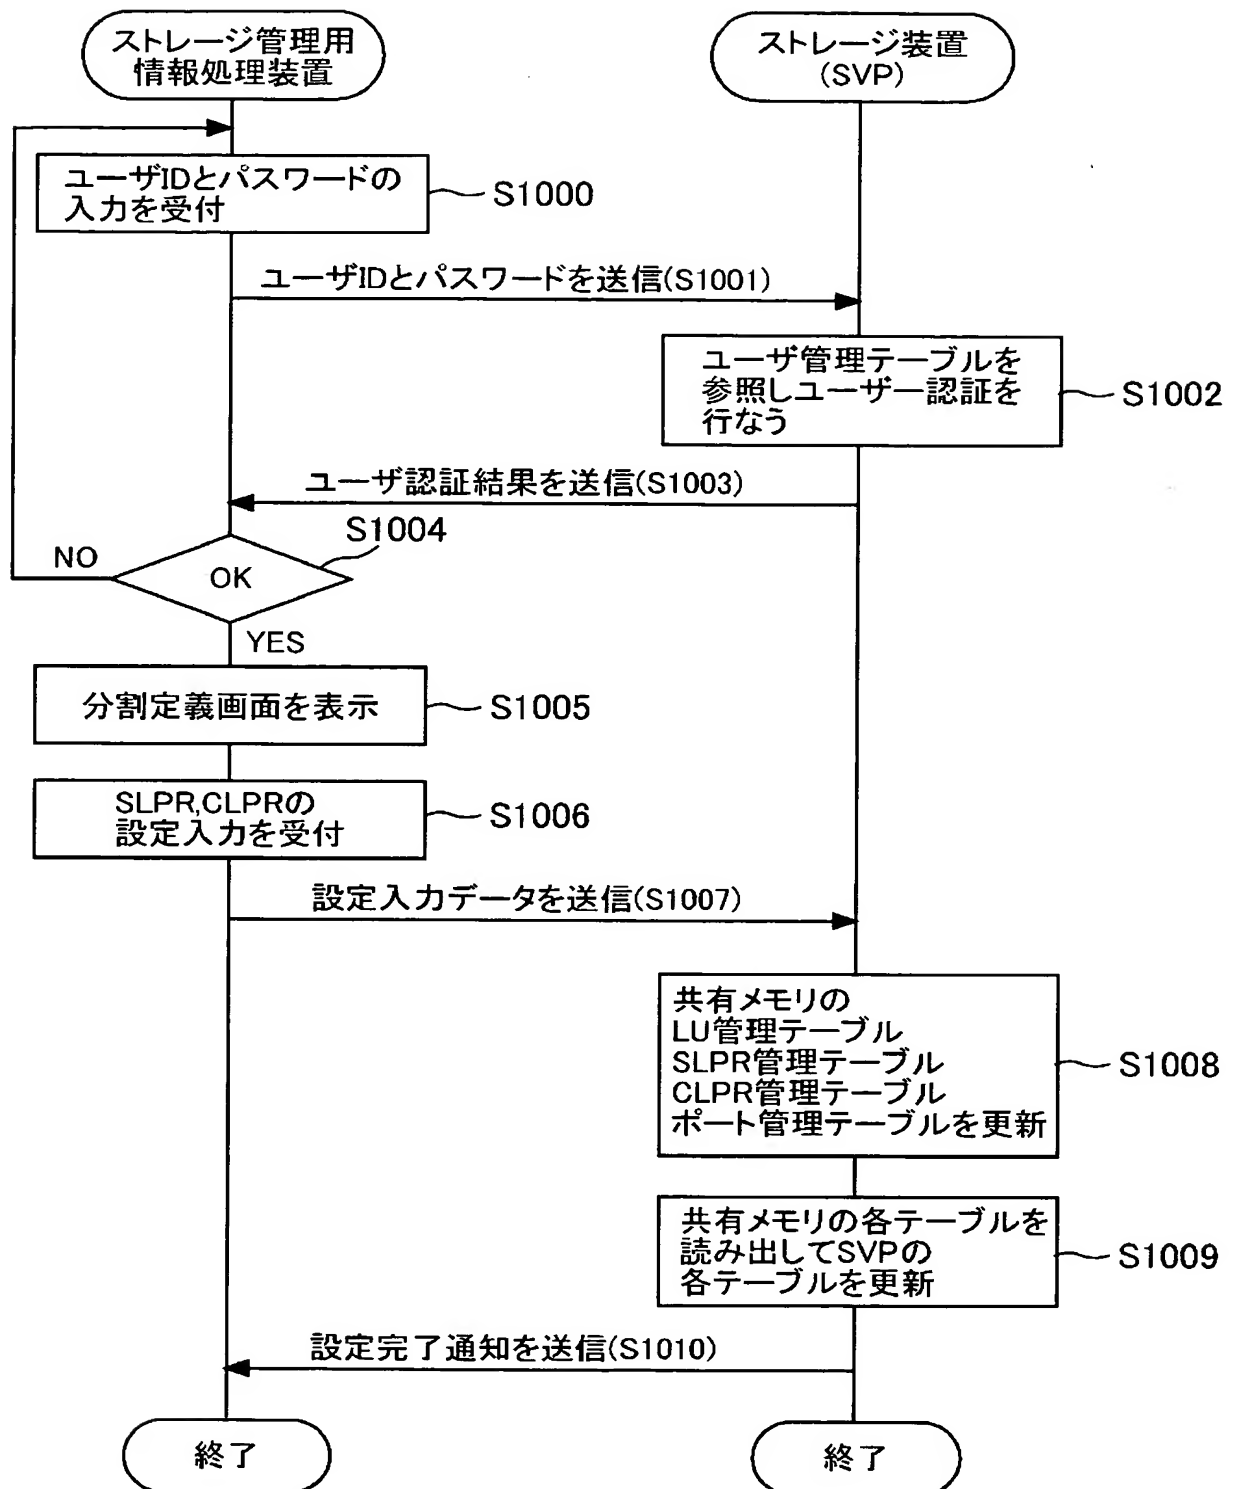 ストレージ管理用
情報処理装置
ストレージ装置
(SVP)
ユーザIDとパスワードの
入力を受付
S1000
ユーザIDとパスワードを送信(S1001)
ユーザ管理テーブルを
参照しユーザー認証を
行なう
S1002
ユーザ認証結果を送信(S1003)
S1004
NO
OK
YES
分割定義画面を表示
S1005
SLPR,CLPRの
設定入力を受付
S1006
設定入力データを送信(S1007)
共有メモリの
LU管理テーブル
SLPR管理テーブル
CLPR管理テーブル
ポート管理テーブルを更新
S1008
共有メモリの各テーブルを
読み出してSVPの
各テーブルを更新
S1009
設定完了通知を送信(S1010)
終了
終了